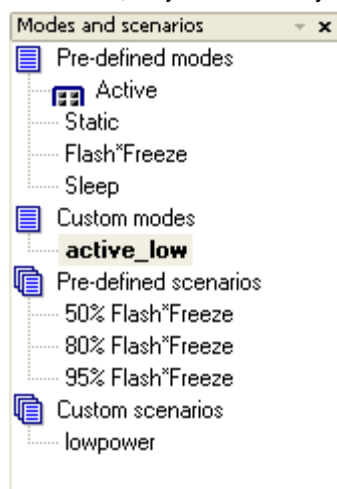 Modes and scenarios
Pre-defined modes
Active
Static
Flash*Freeze
Sleep
Custom modes
active_low
Pre-defined scenarios
50% Flash*Freeze
80% Flash*Freeze
95% Flash*Freeze
Custom scenarios
lowpower